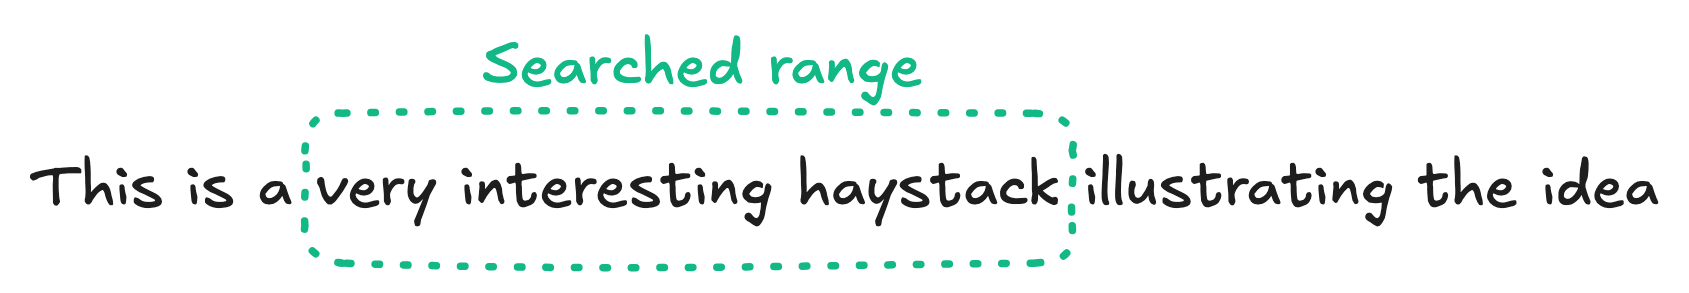 Searched range
This is a very interesting haystack illustrating the idea